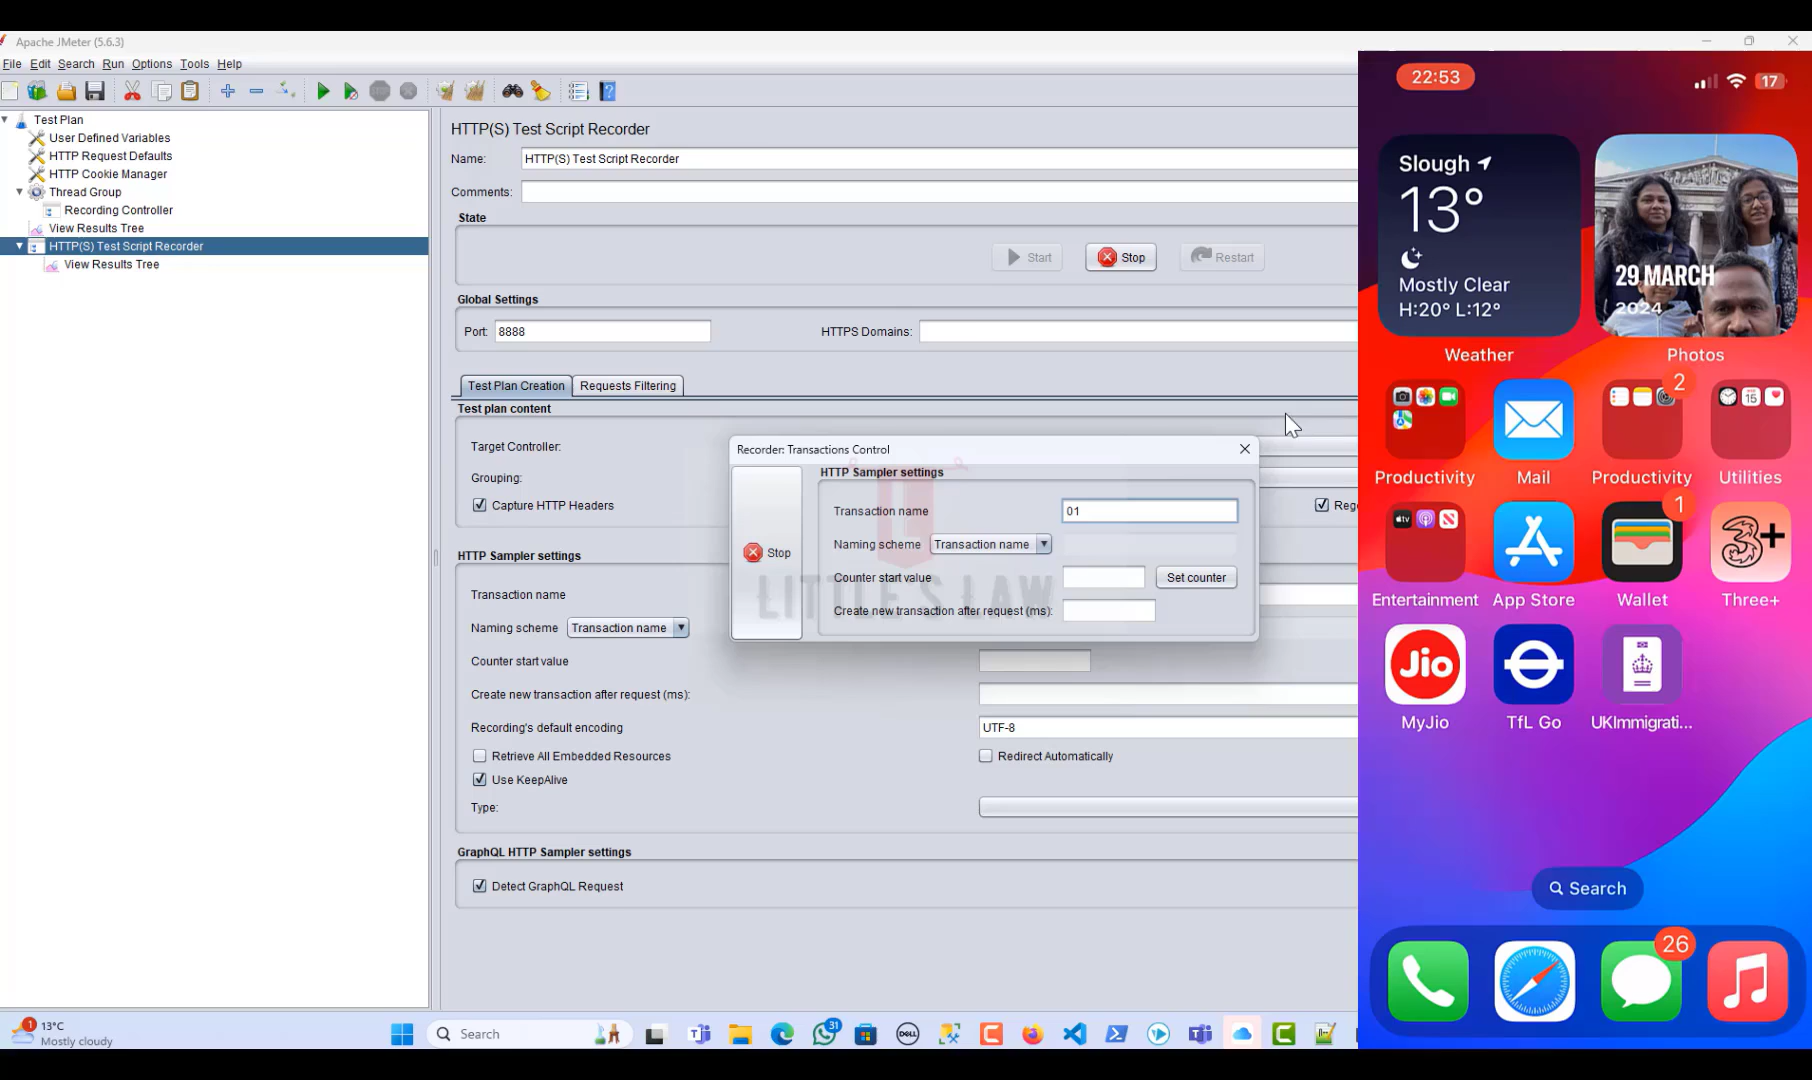 Apache JMeter (5.6.3)
File Edit Search Run Options Tools Help
Test Plan
User Defined Variables
HTTP Request Defaults
HTTP Cookie Manager
Thread Group
Recording Controller
View Results Tree
HTTP(S) Test Script Recorder
View Results Tree
HTTP(S) Test Script Recorder
Name: HTTP(S) Test Script Recorder
Comments:
State
Start Stop Restart
Global Settings
Port: 8888 HTTPS Domains:
Test Plan Creation Requests Filtering
Test plan content
Target Controller:
Grouping:
Capture HTTP Headers Rege
HTTP Sampler settings
Transaction name
Naming scheme Transaction name
Counter start value
Create new transaction after request (ms):
Recording's default encoding UTF-8
Retrieve All Embedded Resources Redirect Automatically
Use KeepAlive
Type:
GraphQL HTTP Sampler settings
Detect GraphQL Request
Recorder: Transactions Control
HTTP Sampler settings
Stop
Transaction name 01
Naming scheme Transaction name
Counter start value Set counter
Create new transaction after request (ms):
LITTLE'S LAW
22:53 17
Slough
13°
Mostly Clear
H:20° L:12°
Weather
29 MARCH
2024
Photos
2
15
Productivity Mail Productivity Utilities
tv N 1 3+
Entertainment App Store Wallet Three+
Jio
MyJio TfL Go UKImmigrati...
Search
26
1 13°C
Mostly cloudy
Search
31
DELL